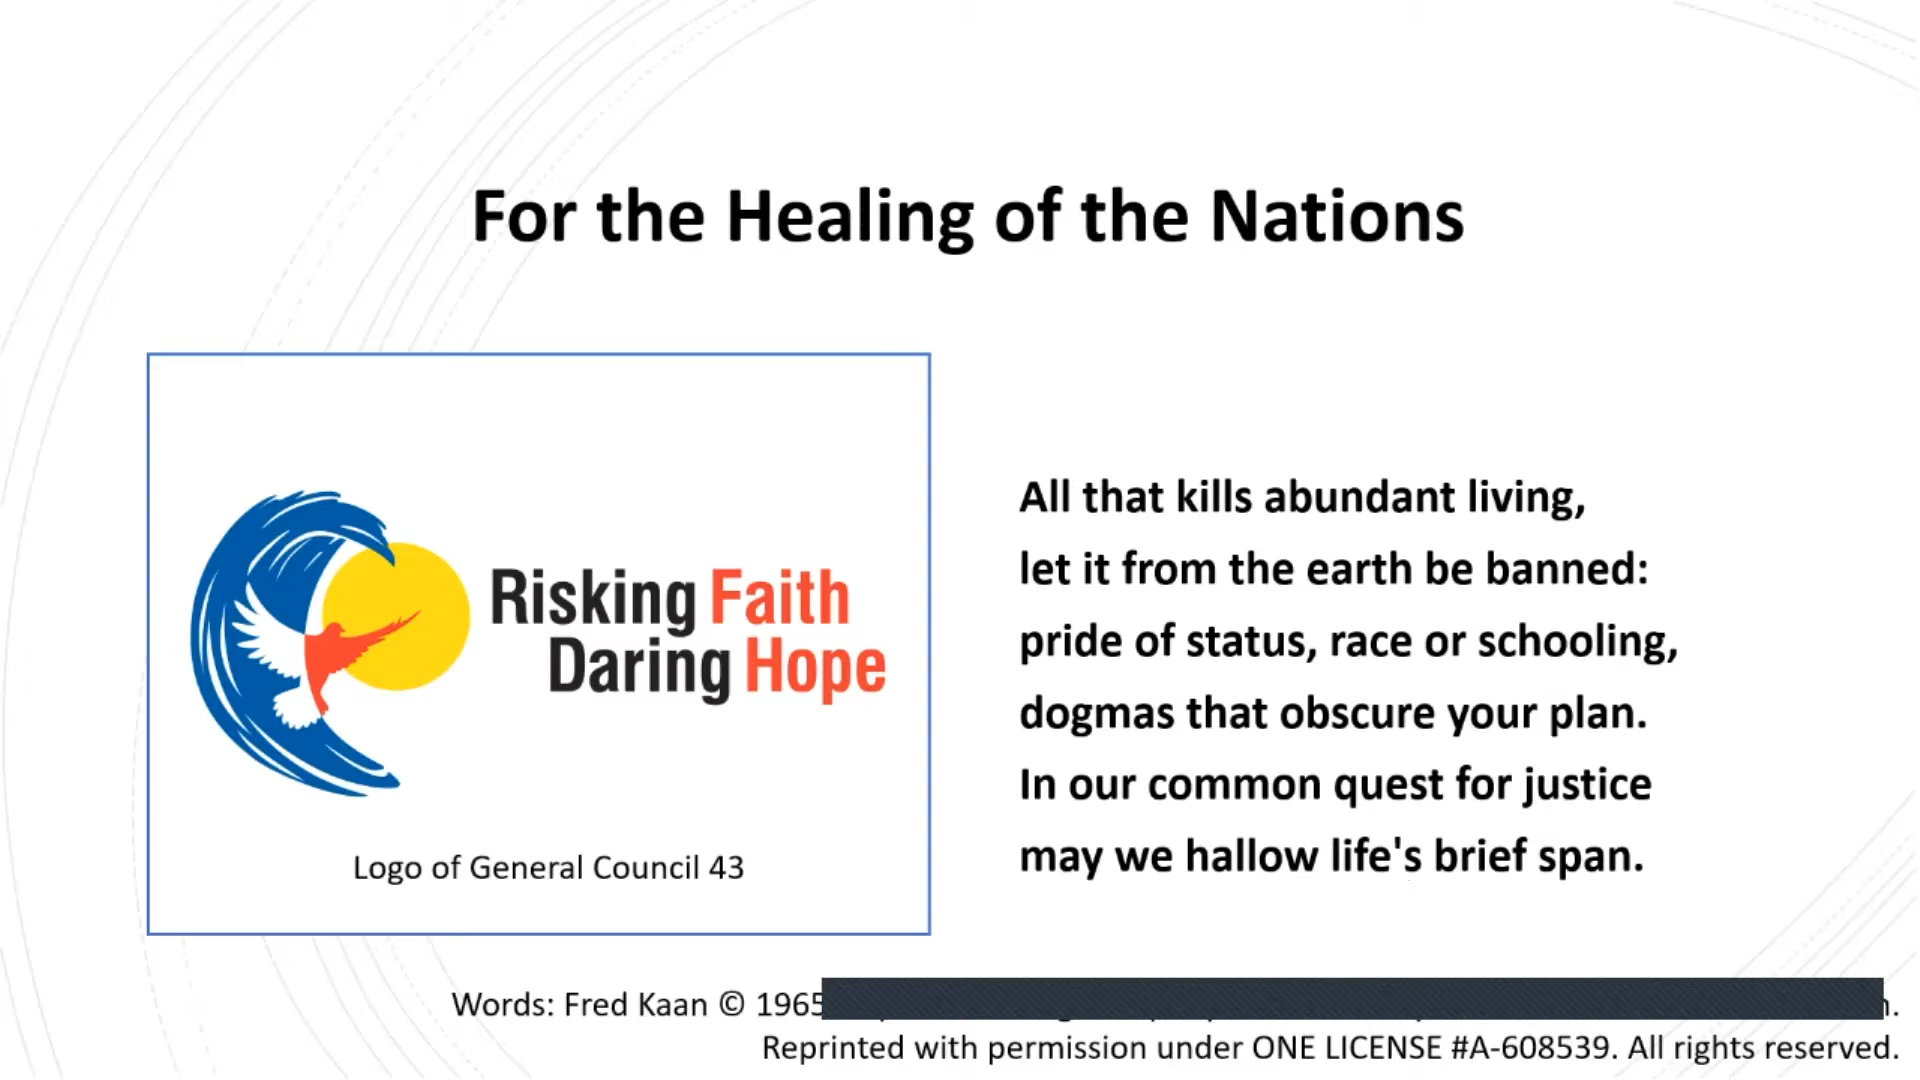 For the Healing of the Nations
Risking Faith
Daring Hope
Logo of General Council 43
All that kills abundant living,
let it from the earth be banned:
pride of status, race or schooling,
dogmas that obscure your plan.
In our common quest for justice
may we hallow life's brief span.
Words: Fred Kaan © 1965
Reprinted with permission under ONE LICENSE #A-608539. All rights reserved.